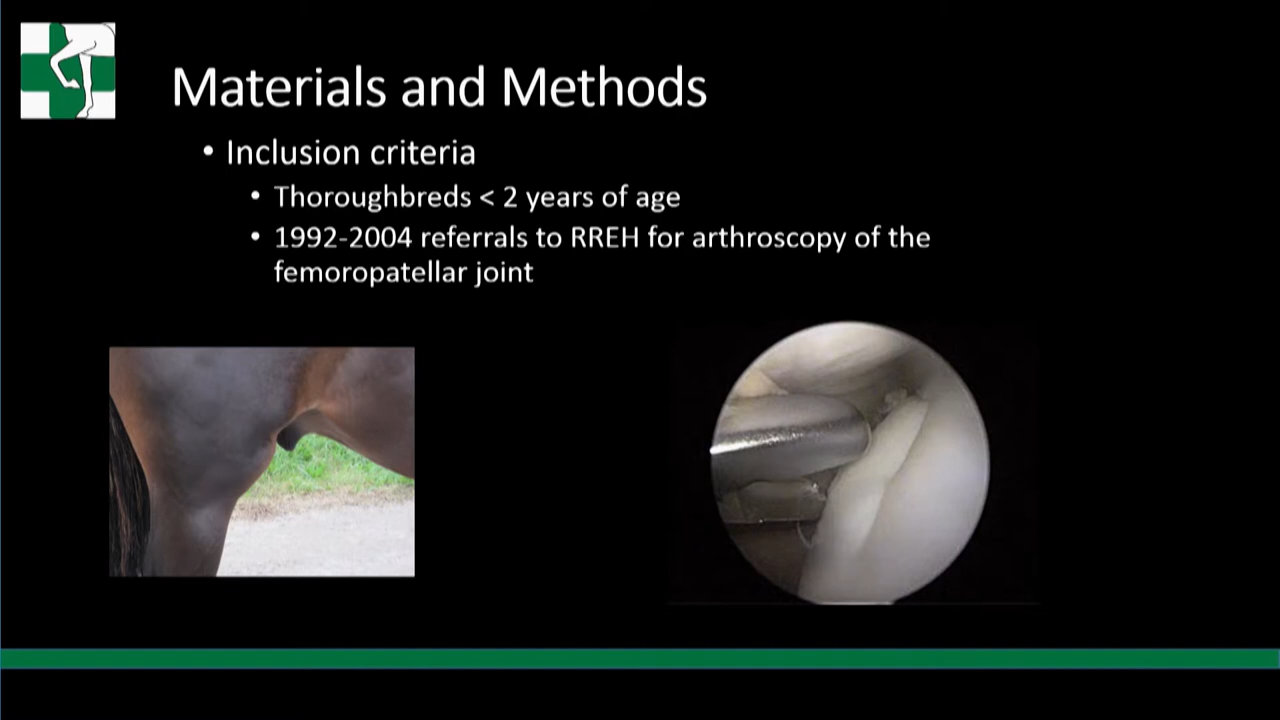 Materials and Methods
• Inclusion criteria
• Thoroughbreds < 2 years of age
• 1992-2004 referrals to RREH for arthroscopy of the
femoropatellar joint